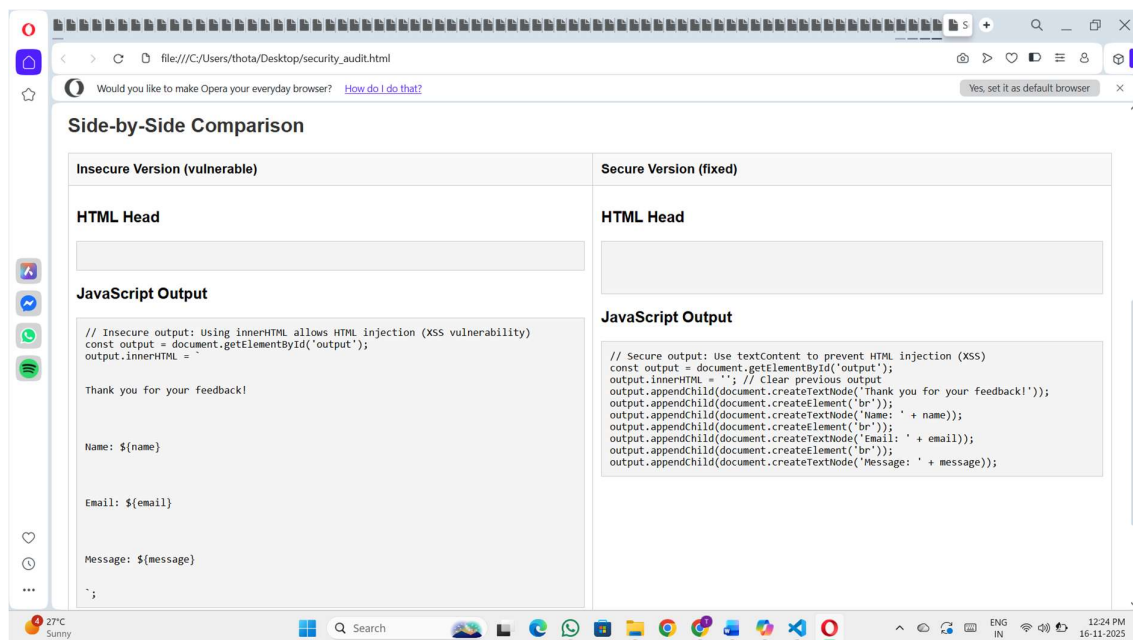 S
file:///C:/Users/thota/Desktop/security_audit.html
Would you like to make Opera your everyday browser? How do I do that? Yes, set it as default browser
Side-by-Side Comparison
Insecure Version (vulnerable)
HTML Head
JavaScript Output
// Insecure output: Using innerHTML allows HTML injection (XSS vulnerability)
const output = document.getElementById('output');
output.innerHTML = `
Thank you for your feedback!
Name: ${name}
Email: ${email}
Message: ${message}
`;
Secure Version (fixed)
HTML Head
JavaScript Output
// Secure output: Use textContent to prevent HTML injection (XSS)
const output = document.getElementById('output');
output.innerHTML = ''; // Clear previous output
output.appendChild(document.createTextNode('Thank you for your feedback!'));
output.appendChild(document.createElement('br'));
output.appendChild(document.createTextNode('Name: ' + name));
output.appendChild(document.createElement('br'));
output.appendChild(document.createTextNode('Email: ' + email));
output.appendChild(document.createElement('br'));
output.appendChild(document.createTextNode('Message: ' + message));
4
27°C
Sunny
Search
T
ENG
IN
12:24 PM
16-11-2025